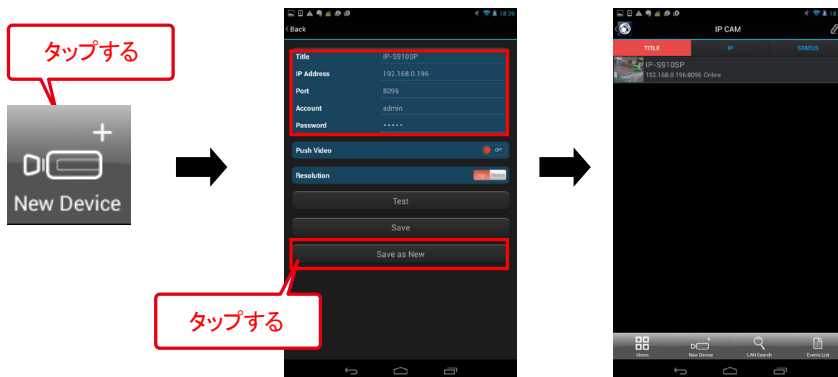 タップする
New Device
18:39
Back
Title IP-S910SP
IP Address 192.168.0.196
Port 8096
Account admin
Password •••••
Push Video OFF
Resolution
Test
Save
Save as New
タップする
IP CAM
TITLE IP STATUS
IP-S910SP
192.168.0.196:8096 Online
Views New Device LAN Search Events List